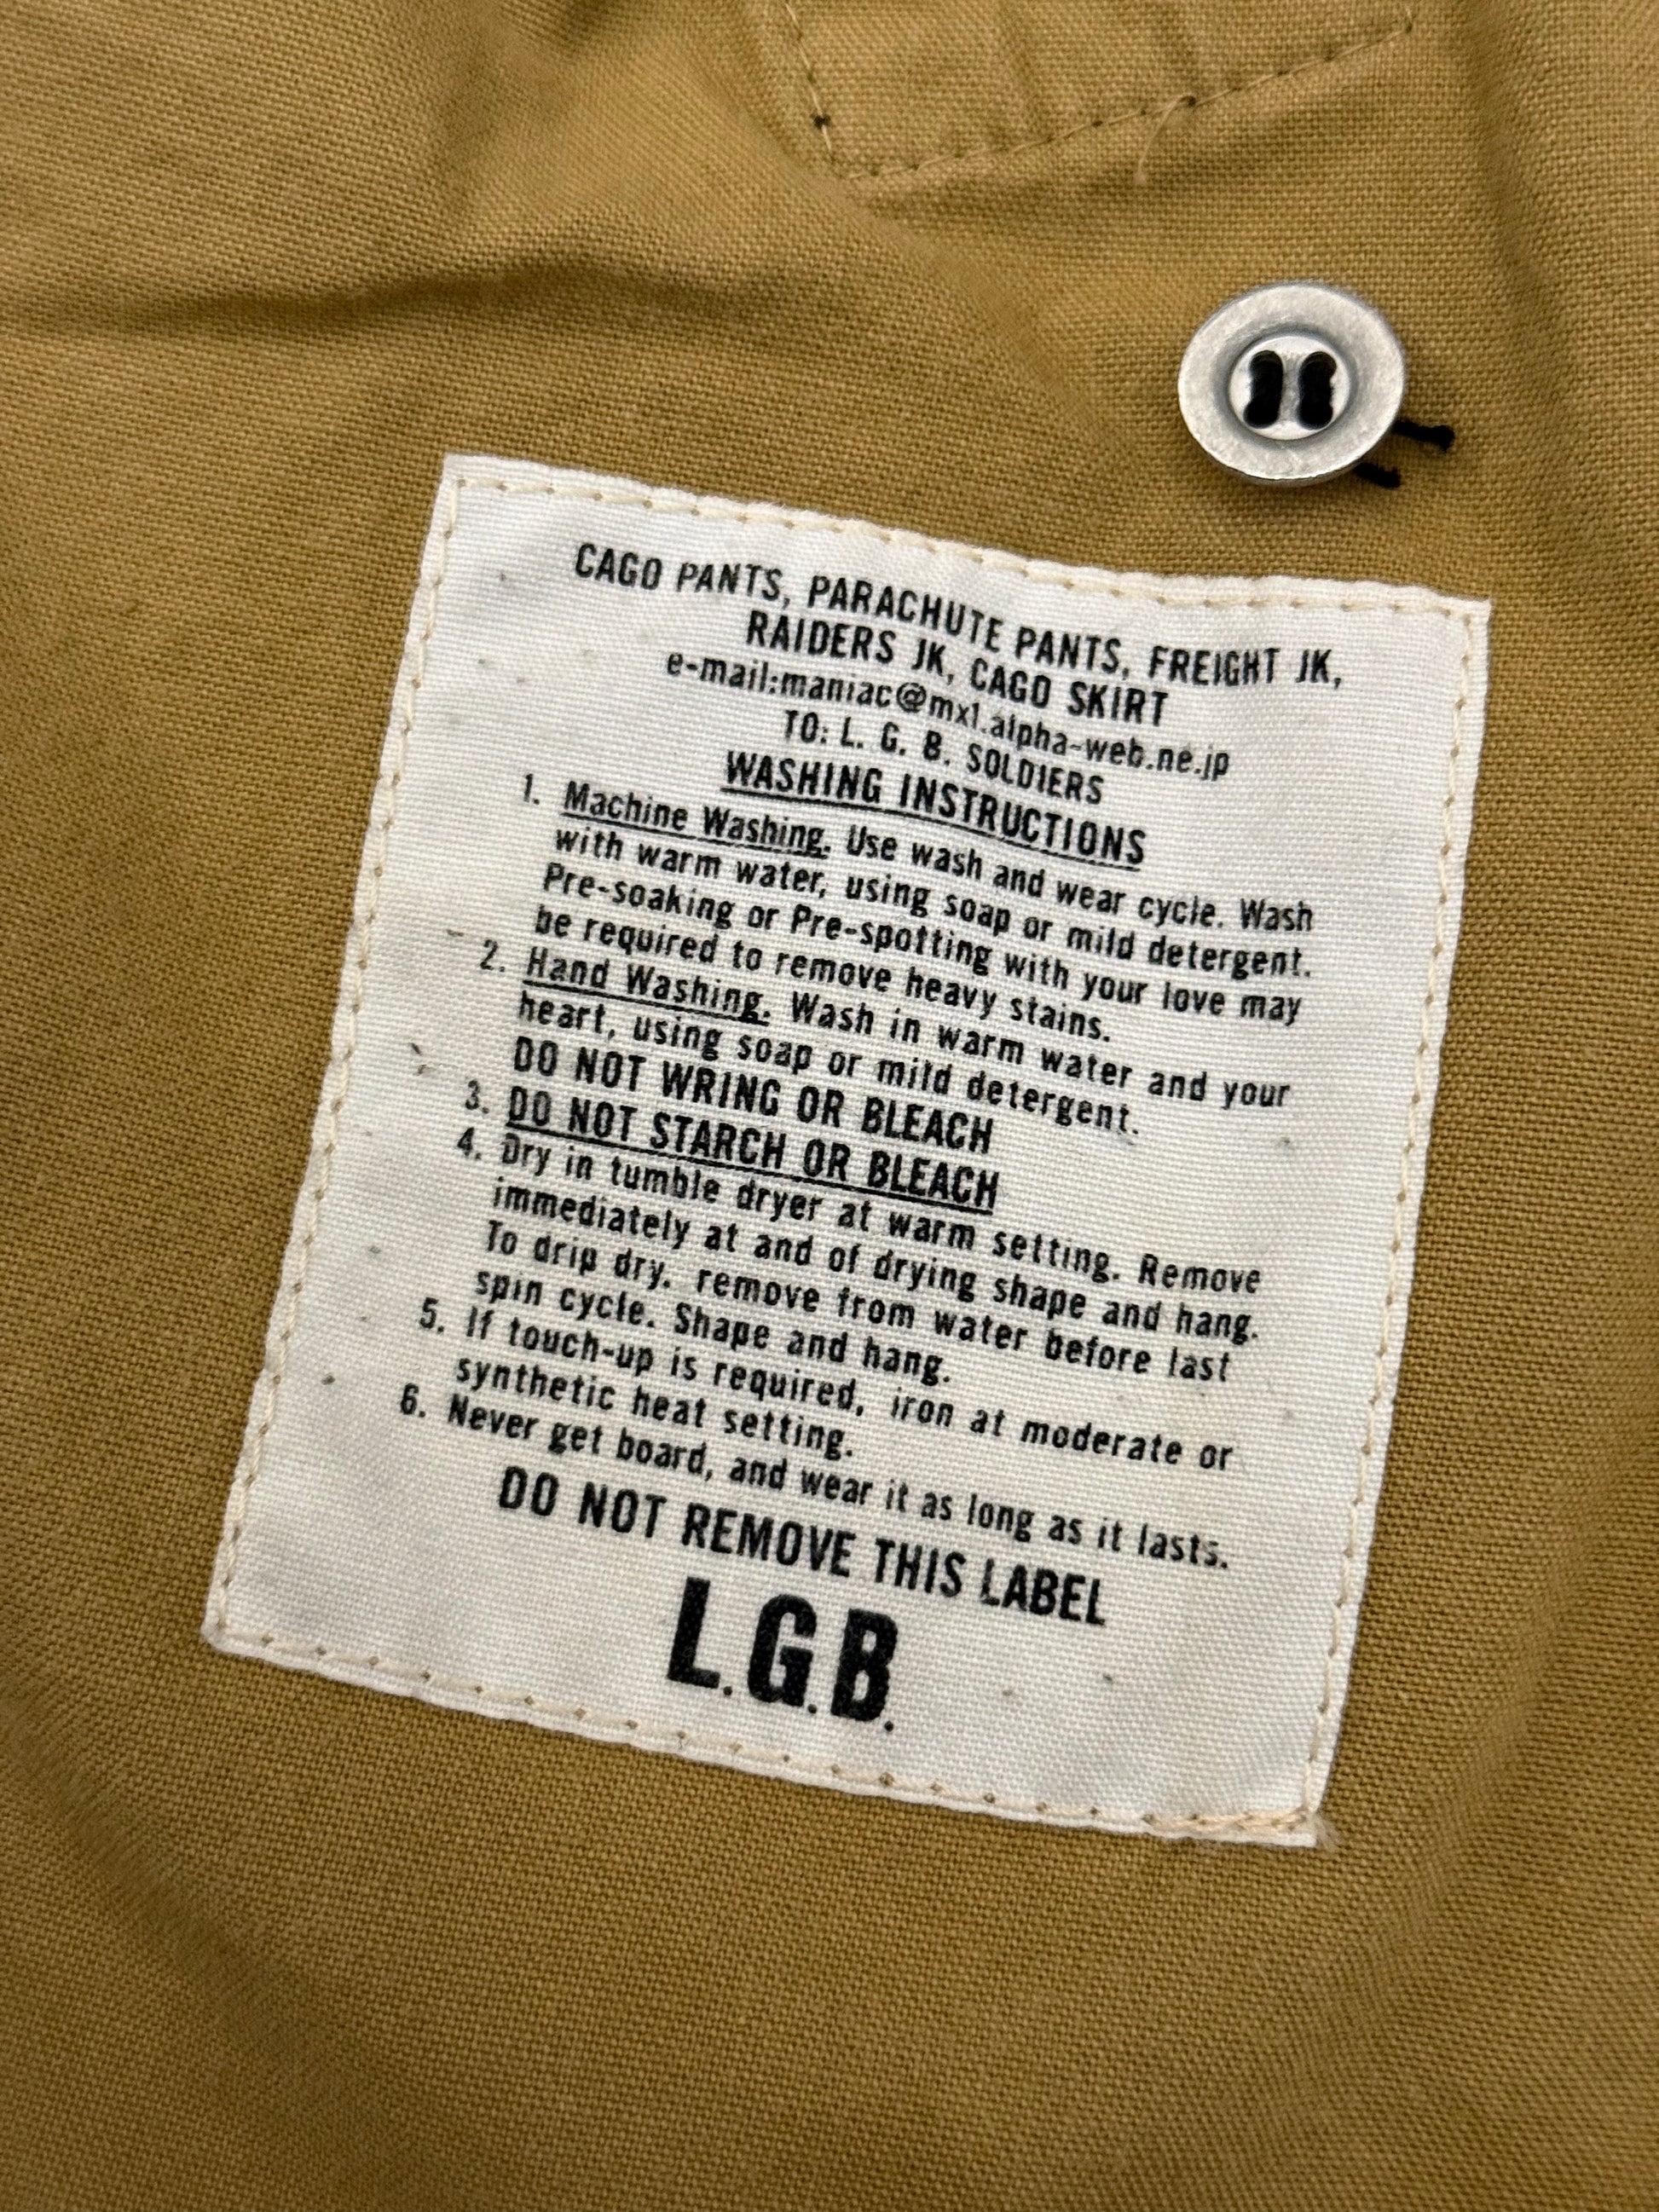 CAGO PANTS, PARACHUTE PANTS, FREIGHT JK,
RAIDERS JK, CAGO SKIRT
e-mail:maniac@mx1.alpha-web.ne.jp
TO: L. G. B. SOLDIERS
WASHING INSTRUCTIONS
1. Machine Washing. Use wash and wear cycle. Wash
with warm water, using soap or mild detergent.
Pre-soaking or Pre-spotting with your love may
be required to remove heavy stains.
2. Hand Washing. Wash in warm water and your
heart, using soap or mild detergent.
DO NOT WRING OR BLEACH
3. DO NOT STARCH OR BLEACH
4. Dry in tumble dryer at warm setting. Remove
immediately at and of drying shape and hang.
To drip dry. remove from water before last
spin cycle. Shape and hang.
5. If touch-up is required, iron at moderate or
synthetic heat setting.
6. Never get board, and wear it as long as it lasts.
DO NOT REMOVE THIS LABEL
L.G.B.